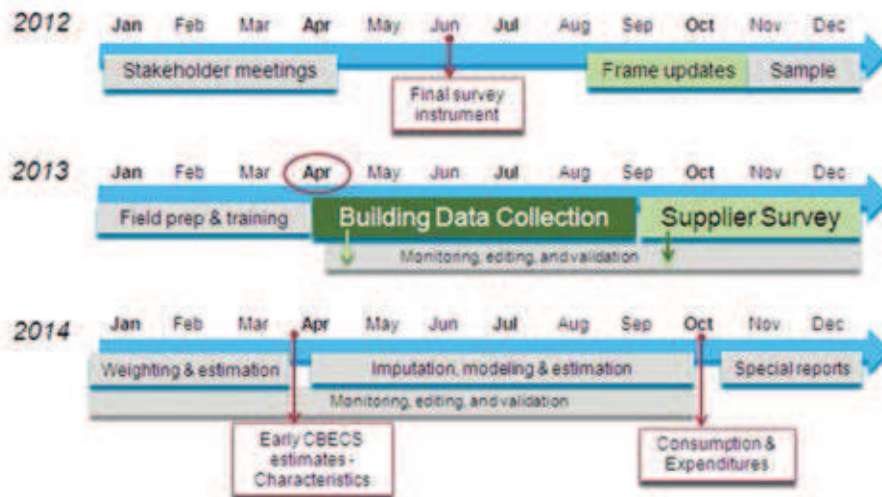 2012
Jan Feb Mar Apr May Jun Jul Aug Sep Oct Nov Dec
Stakeholder meetings
Frame updates
Sample
Final survey
instrument
2013
Jan Feb Mar Apr May Jun Jul Aug Sep Oct Nov Dec
Field prep & training
Building Data Collection
Supplier Survey
Monitoring, editing, and validation
2014
Jan Feb Mar Apr May Jun Jul Aug Sep Oct Nov Dec
Weighting & estimation
Imputation, modeling & estimation
Special reports
Monitoring, editing, and validation
Early CBECS
estimates -
Characteristics
Consumption &
Expenditures